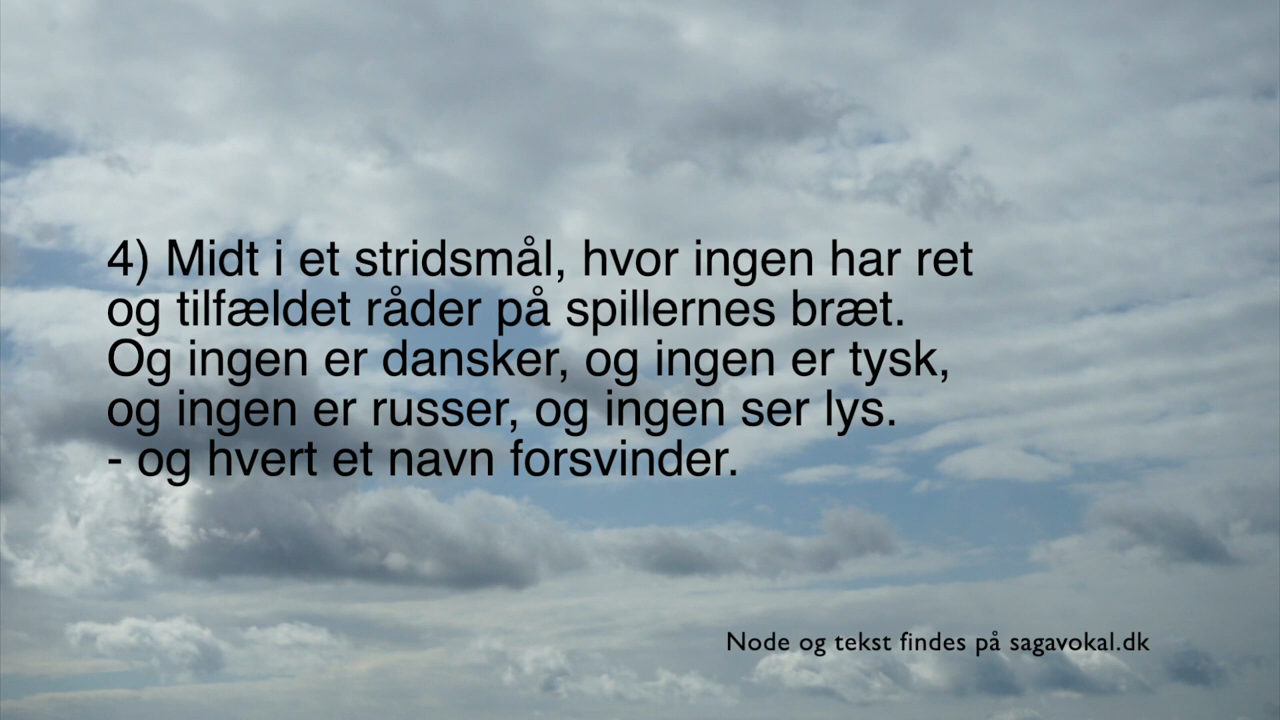 4) Midt i et stridsmål, hvor ingen har ret
og tilfældet råder på spillernes bræt.
Og ingen er dansker, og ingen er tysk,
og ingen er russer, og ingen ser lys.
- og hvert et navn forsvinder.
Node og tekst findes på sagavokal.dk